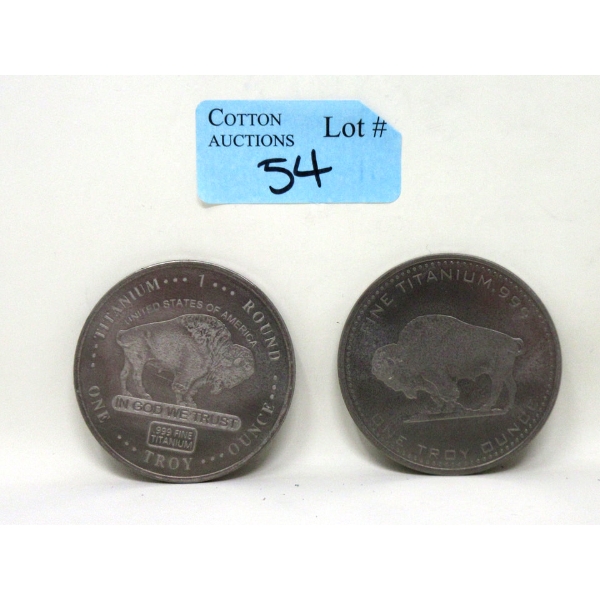 COTTON
AUCTIONS
Lot #
54
TITANIUM 1 ROUND
UNITED STATES OF AMERICA
IN GOD WE TRUST
.999 FINE
TITANIUM
ONE TROY OUNCE
FINE TITANIUM .999
ONE TROY OUNCE